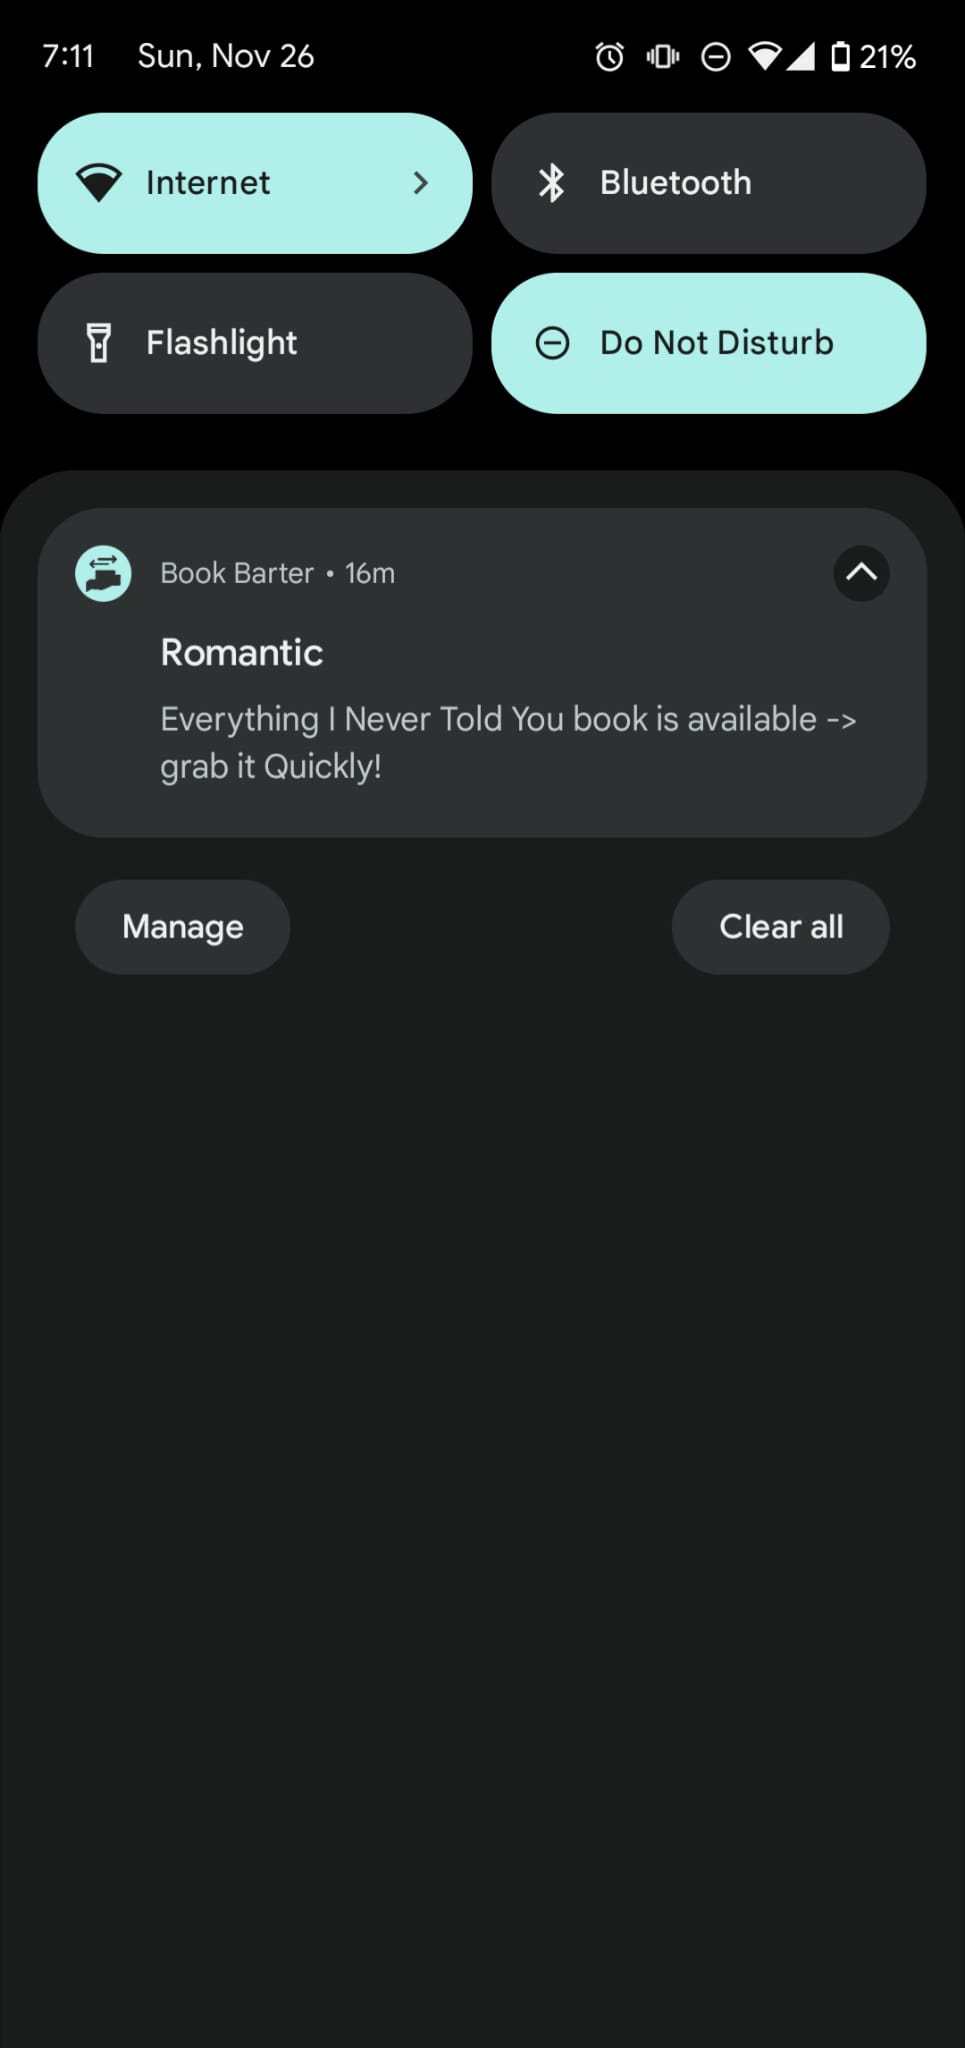 7:11 Sun, Nov 26 21%
Internet Bluetooth
Flashlight Do Not Disturb
Book Barter • 16m
Romantic
Everything I Never Told You book is available ->
grab it Quickly!
Manage Clear all